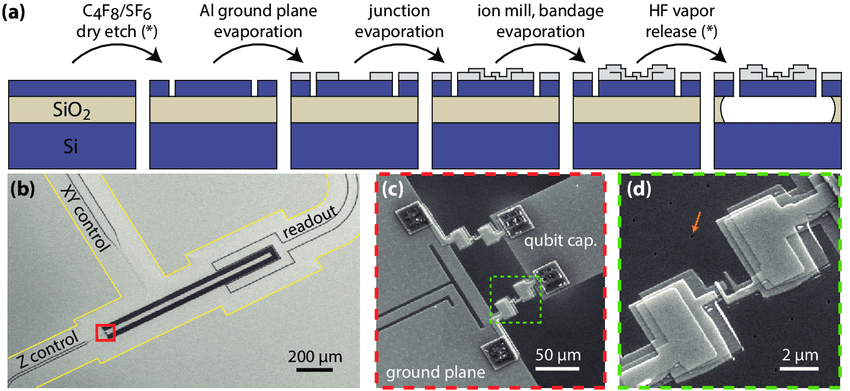 (a)
C4F8/SF6
dry etch (*)
Al ground plane
evaporation
junction
evaporation
ion mill, bandage
evaporation
HF vapor
release (*)
SiO2
Si
(b)
XY control
readout
Z control
200 μm
(c)
qubit cap.
ground plane
50 μm
(d)
2 μm